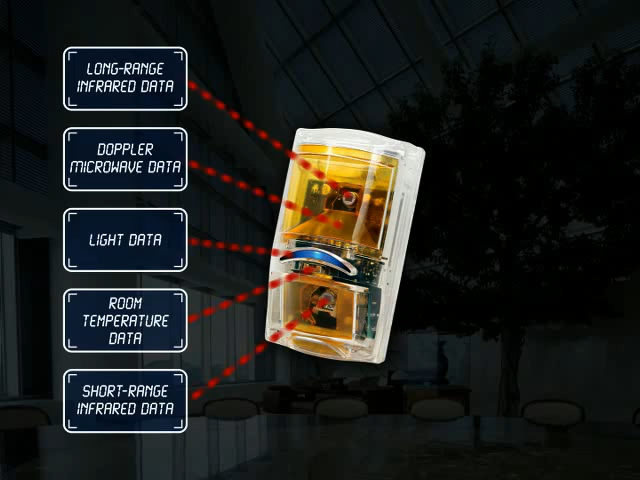 LONG-RANGE
INFRARED DATA
DOPPLER
MICROWAVE DATA
LIGHT DATA
ROOM
TEMPERATURE
DATA
SHORT-RANGE
INFRARED DATA